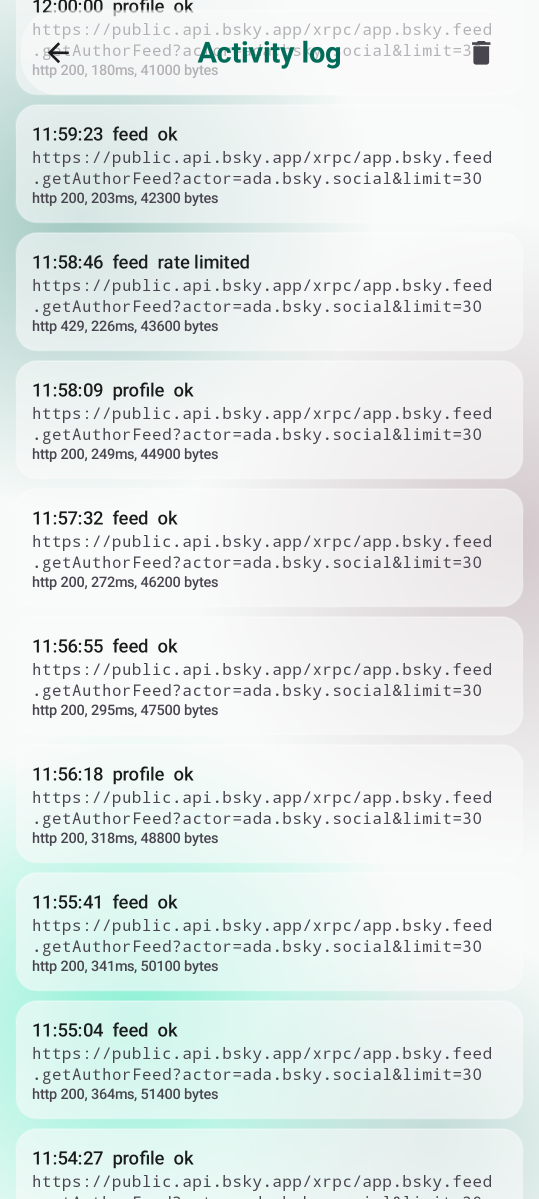 12:00:00 profile ok
https://public.api.bsky.app/xrpc/app.bsky.feed
Activity log
.getAuthorFeed?actor=ada.bsky.social&limit=30
http 200, 180ms, 41000 bytes
11:59:23 feed ok
https://public.api.bsky.app/xrpc/app.bsky.feed
.getAuthorFeed?actor=ada.bsky.social&limit=30
http 200, 203ms, 42300 bytes
11:58:46 feed rate limited
https://public.api.bsky.app/xrpc/app.bsky.feed
.getAuthorFeed?actor=ada.bsky.social&limit=30
http 429, 226ms, 43600 bytes
11:58:09 profile ok
https://public.api.bsky.app/xrpc/app.bsky.feed
.getAuthorFeed?actor=ada.bsky.social&limit=30
http 200, 249ms, 44900 bytes
11:57:32 feed ok
https://public.api.bsky.app/xrpc/app.bsky.feed
.getAuthorFeed?actor=ada.bsky.social&limit=30
http 200, 272ms, 46200 bytes
11:56:55 feed ok
https://public.api.bsky.app/xrpc/app.bsky.feed
.getAuthorFeed?actor=ada.bsky.social&limit=30
http 200, 295ms, 47500 bytes
11:56:18 profile ok
https://public.api.bsky.app/xrpc/app.bsky.feed
.getAuthorFeed?actor=ada.bsky.social&limit=30
http 200, 318ms, 48800 bytes
11:55:41 feed ok
https://public.api.bsky.app/xrpc/app.bsky.feed
.getAuthorFeed?actor=ada.bsky.social&limit=30
http 200, 341ms, 50100 bytes
11:55:04 feed ok
https://public.api.bsky.app/xrpc/app.bsky.feed
.getAuthorFeed?actor=ada.bsky.social&limit=30
http 200, 364ms, 51400 bytes
11:54:27 profile ok
https://public.api.bsky.app/xrpc/app.bsky.feed